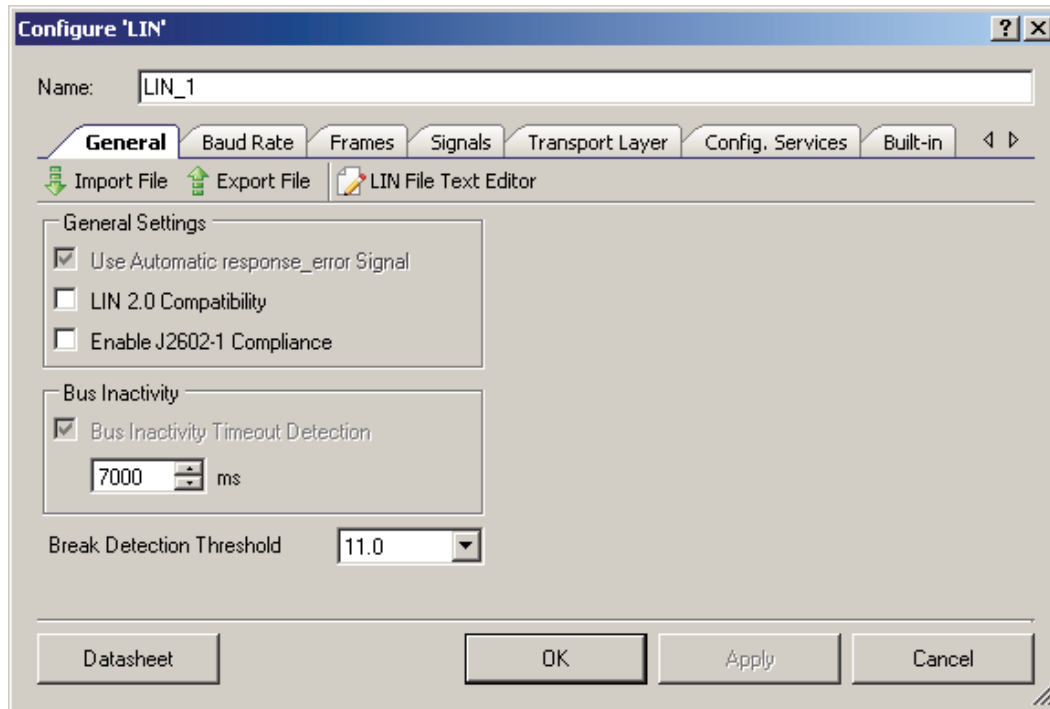 Configure 'LIN'
Name: LIN_1
General Baud Rate Frames Signals Transport Layer Config. Services Built-in
Import File Export File LIN File Text Editor
General Settings
Use Automatic response_error Signal
LIN 2.0 Compatibility
Enable J2602-1 Compliance
Bus Inactivity
Bus Inactivity Timeout Detection
7000 ms
Break Detection Threshold 11.0
Datasheet OK Apply Cancel